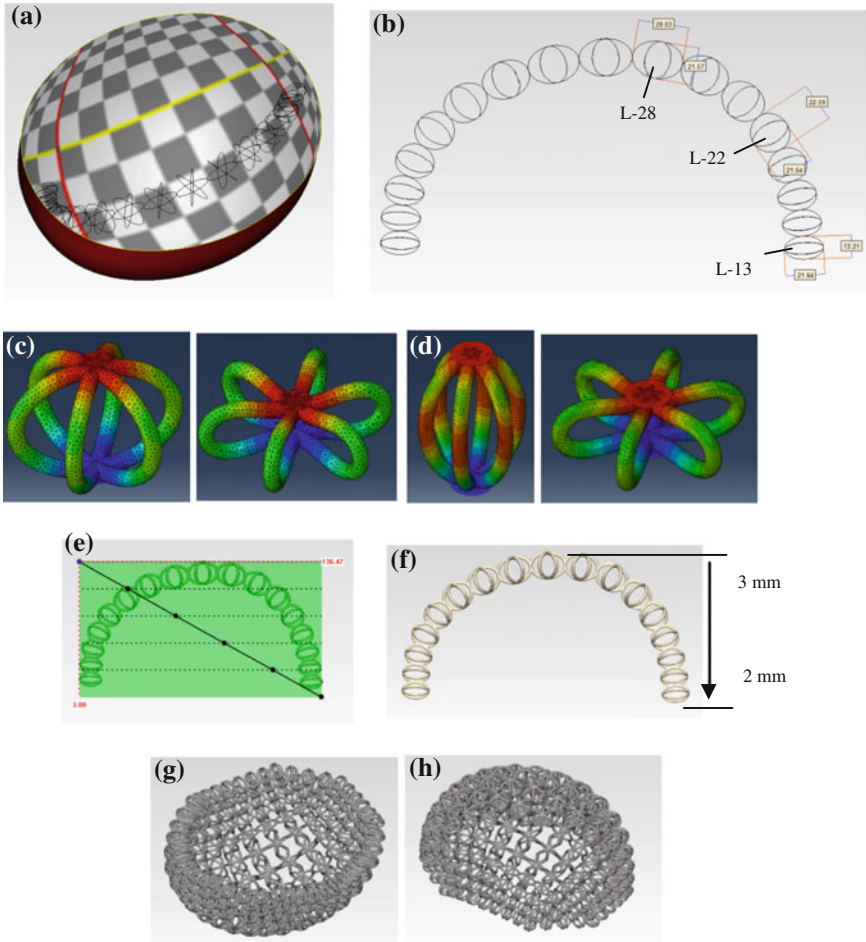 (a)
(b)
28.03
21.57
L-28
22.59
L-22
21.54
L-13
13.21
21.64
(c)
(d)
(e)
136.47
3.00
(f)
3 mm
2 mm
(g)
(h)